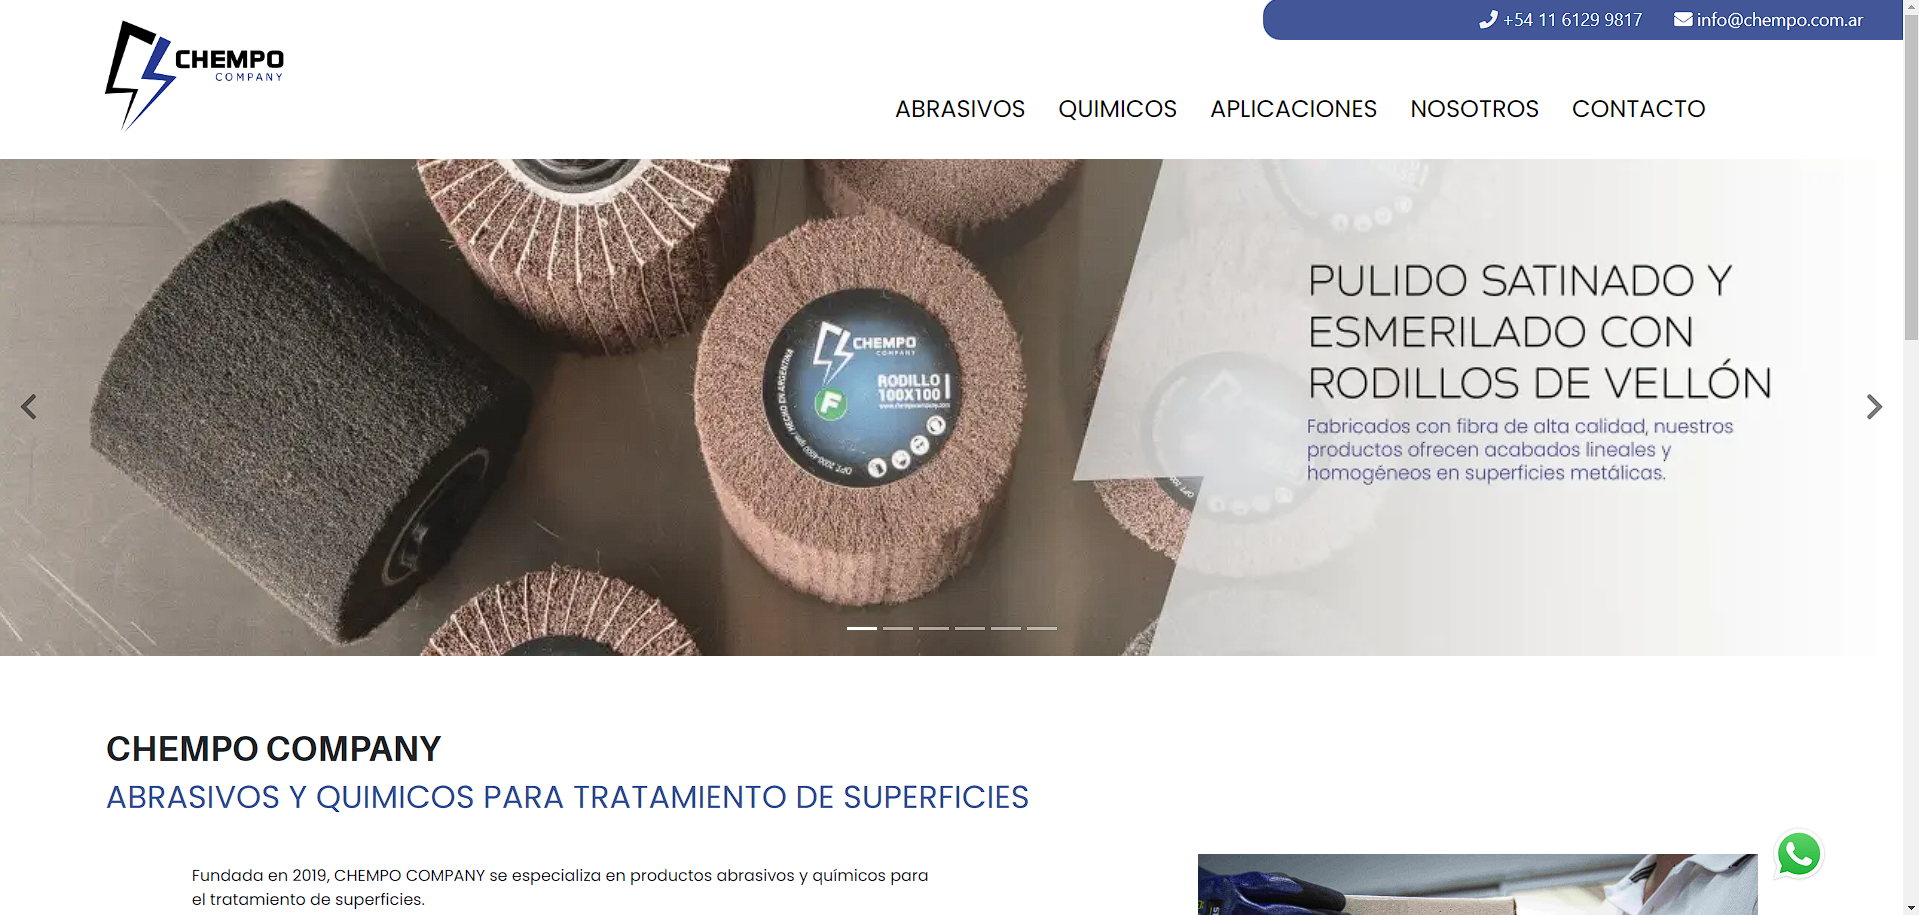 CHEMPO
COMPANY
+54 11 6129 9817
info@chempo.com.ar
ABRASIVOS
QUIMICOS
APLICACIONES
NOSOTROS
CONTACTO
CHEMPO
COMPANY
RODILLO
100X100
www.chempocompany.com
HECHO EN ARGENTINA
F
PULIDO SATINADO Y
ESMERILADO CON
RODILLOS DE VELLÓN
Fabricados con fibra de alta calidad, nuestros
productos ofrecen acabados lineales y
homogéneos en superficies metálicas.
CHEMPO COMPANY
ABRASIVOS Y QUIMICOS PARA TRATAMIENTO DE SUPERFICIES
Fundada en 2019, CHEMPO COMPANY se especializa en productos abrasivos y químicos para
el tratamiento de superficies.